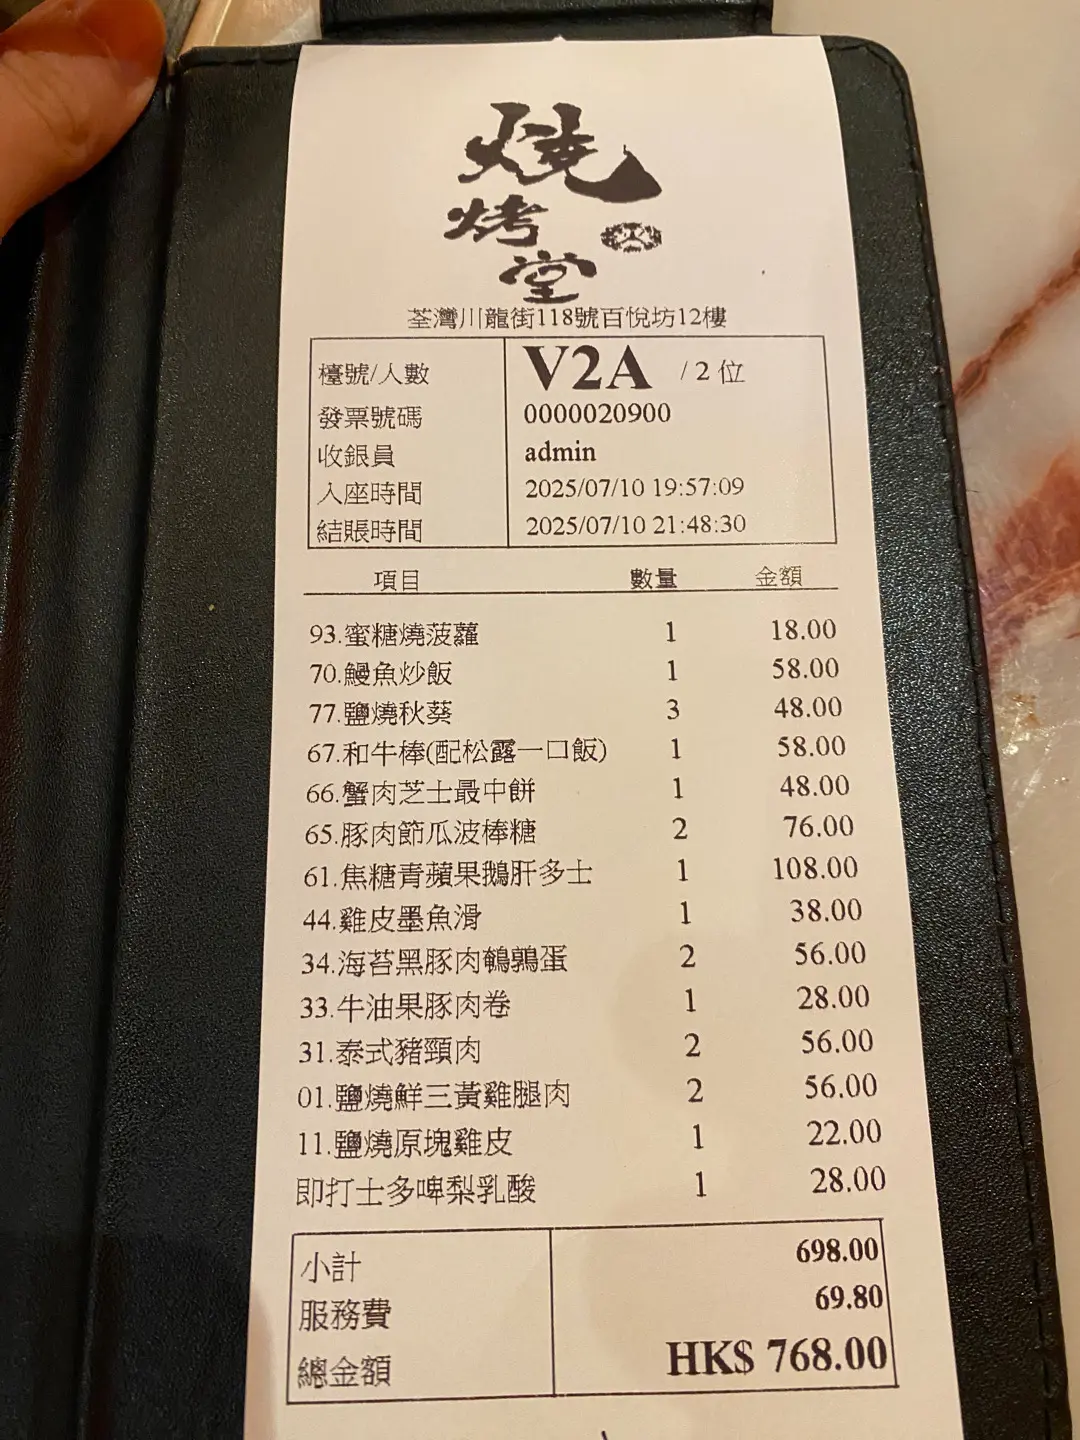 燒
烤
堂
荃灣川龍街118號百悅坊12樓
檯號/人數 V2A / 2 位
發票號碼 0000020900
收銀員 admin
入座時間 2025/07/10 19:57:09
結賬時間 2025/07/10 21:48:30
項目 數量 金額
93.蜜糖燒菠蘿 1 18.00
70.鰻魚炒飯 1 58.00
77.鹽燒秋葵 3 48.00
67.和牛棒(配松露一口飯) 1 58.00
66.蟹肉芝士最中餅 1 48.00
65.豚肉節瓜波棒糖 2 76.00
61.焦糖青蘋果鵝肝多士 1 108.00
44.雞皮墨魚滑 1 38.00
34.海苔黑豚肉鵪鶉蛋 2 56.00
33.牛油果豚肉卷 1 28.00
31.泰式豬頸肉 2 56.00
01.鹽燒鮮三黃雞腿肉 2 56.00
11.鹽燒原塊雞皮 1 22.00
即打士多啤梨乳酸 1 28.00
小計 698.00
服務費 69.80
總金額 HK$ 768.00